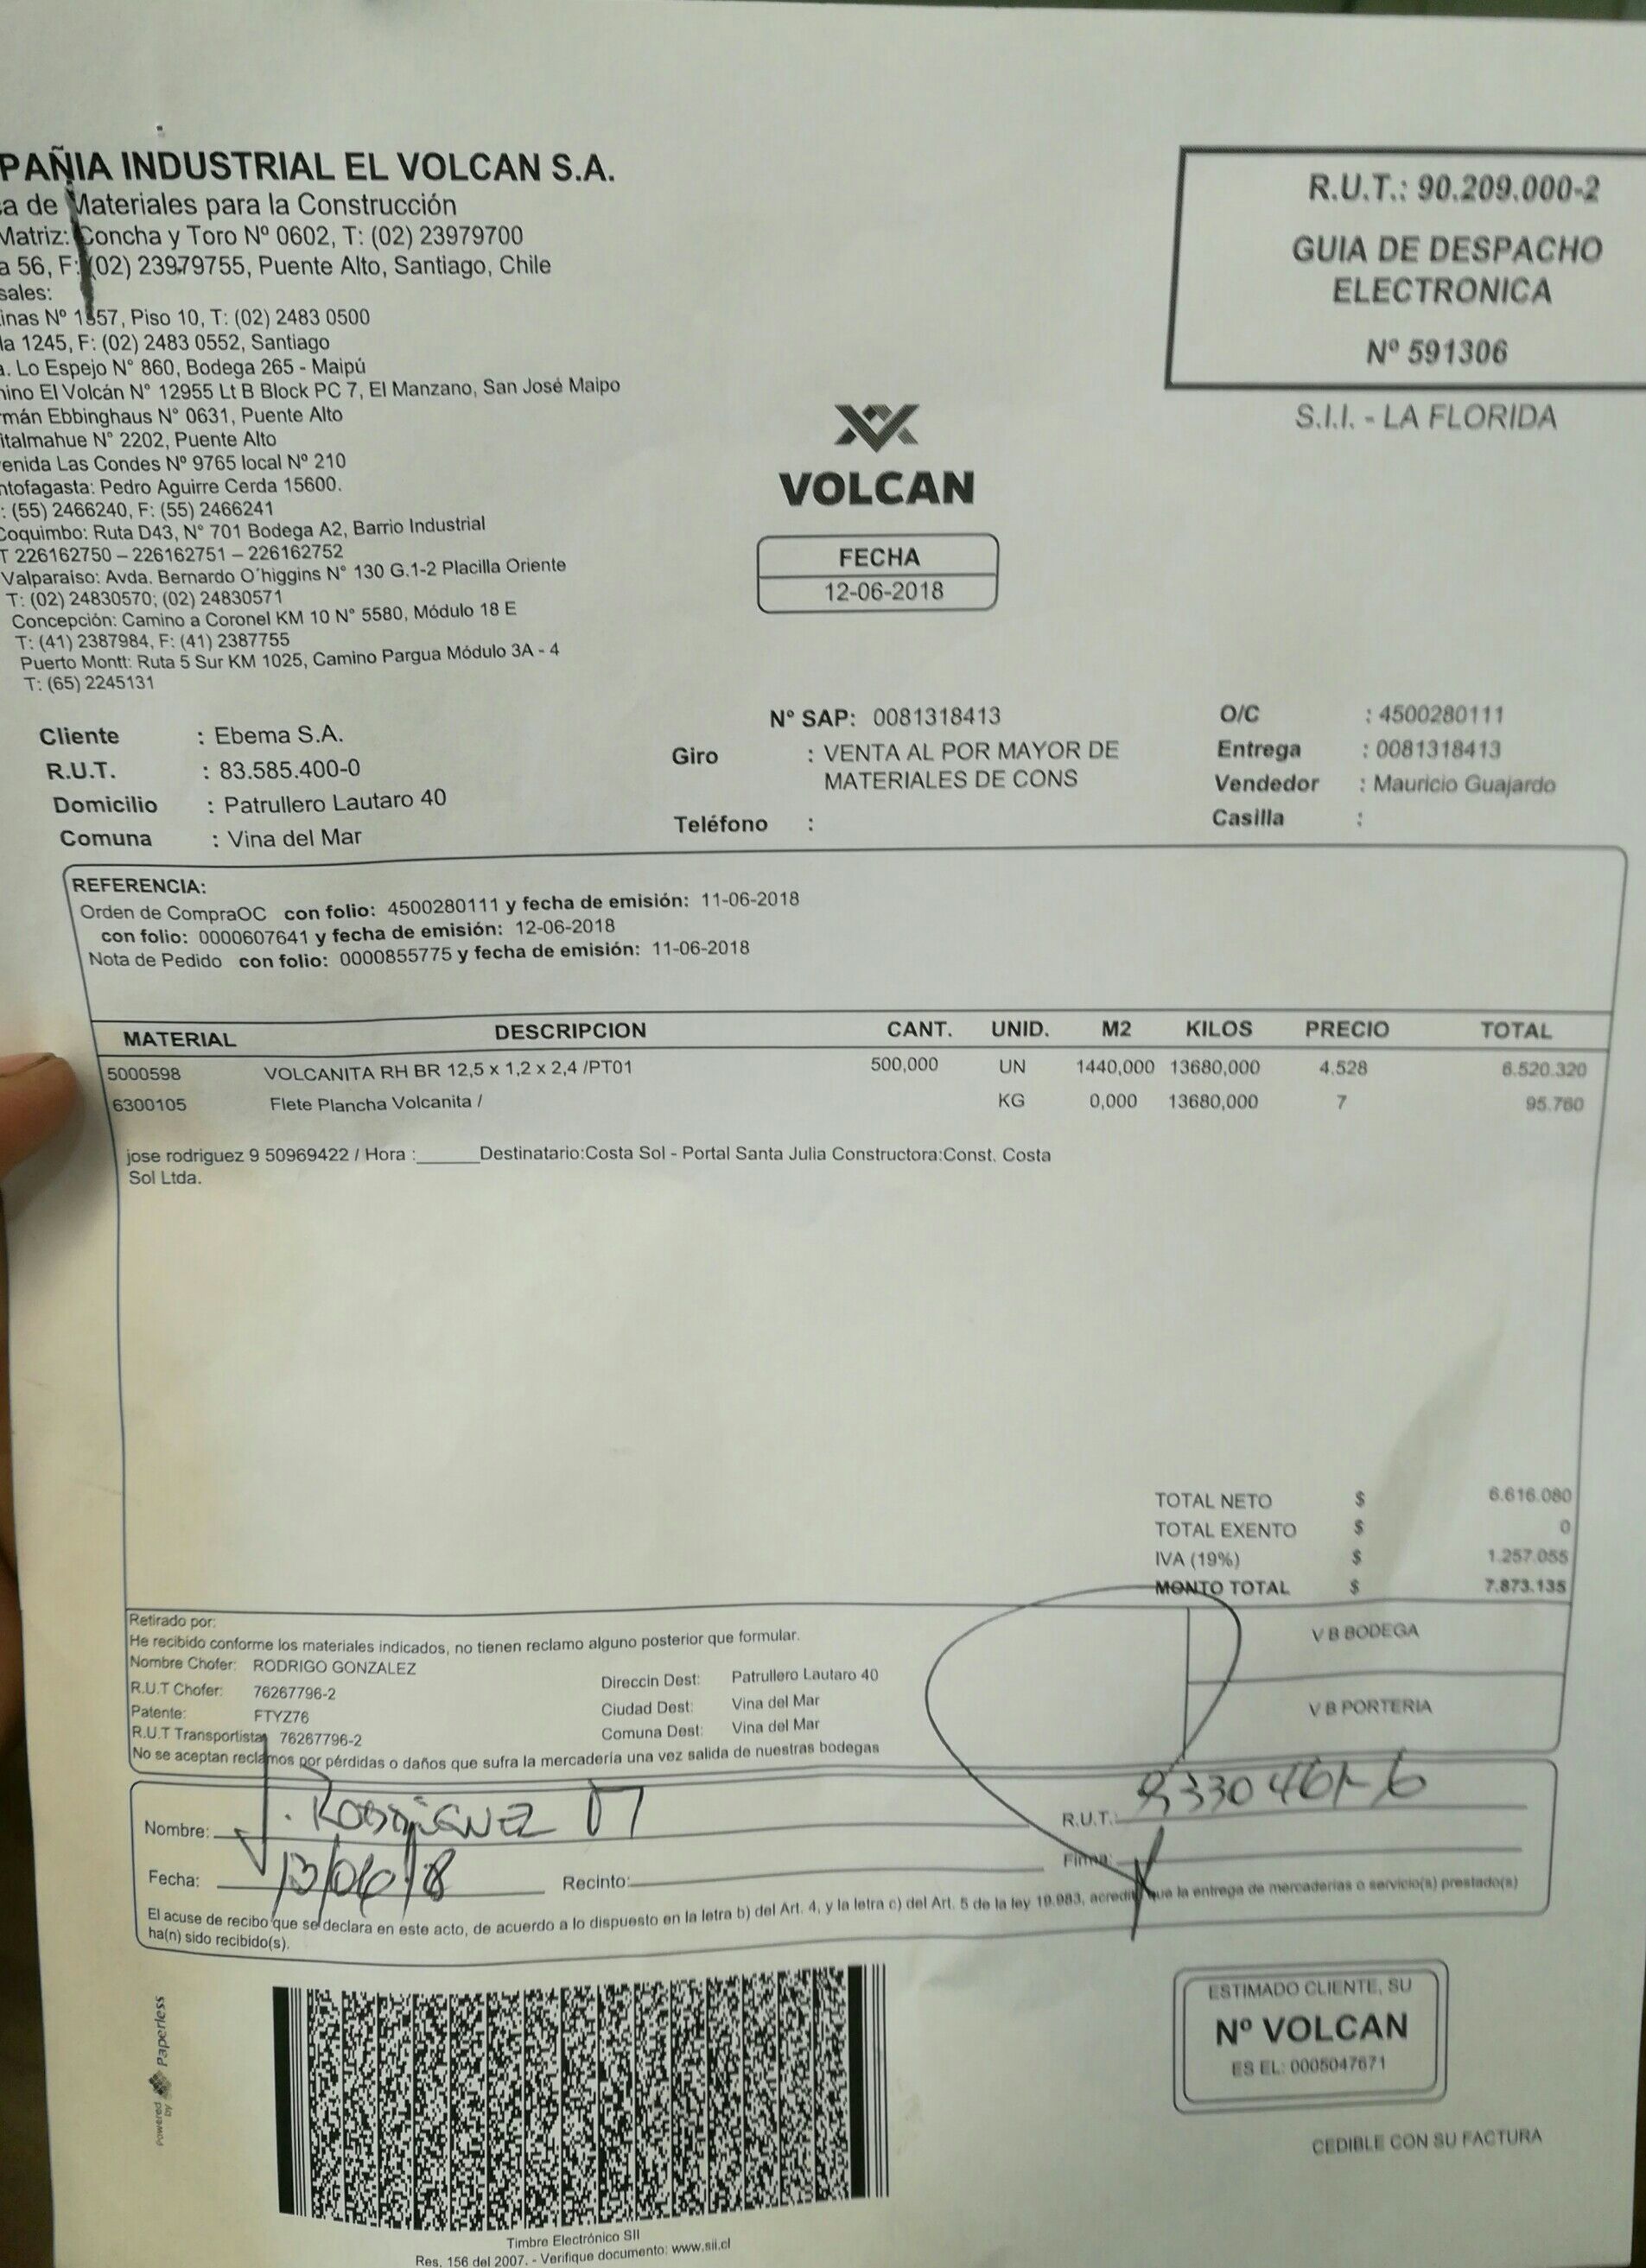 PAÑIA INDUSTRIAL EL VOLCAN S.A.
a de Materiales para la Construcción
Matriz: Concha y Toro Nº 0602, T: (02) 23979700
a 56, F: (02) 23979755, Puente Alto, Santiago, Chile
sales:
inas Nº 1357, Piso 10, T: (02) 2483 0500
la 1245, F: (02) 2483 0552, Santiago
a. Lo Espejo N° 860, Bodega 265 - Maipú
nino El Volcán N° 12955 Lt B Block PC 7, El Manzano, San José Maipo
rmán Ebbinghaus N° 0631, Puente Alto
italmahue N° 2202, Puente Alto
enida Las Condes Nº 9765 local Nº 210
ntofagasta: Pedro Aguirre Cerda 15600.
: (55) 2466240, F: (55) 2466241
Coquimbo: Ruta D43, N° 701 Bodega A2, Barrio Industrial
T 226162750 – 226162751 – 226162752
Valparaiso: Avda. Bernardo O´higgins N° 130 G.1-2 Placilla Oriente
T: (02) 24830570; (02) 24830571
Concepción: Camino a Coronel KM 10 N° 5580, Módulo 18 E
T: (41) 2387984, F: (41) 2387755
Puerto Montt: Ruta 5 Sur KM 1025, Camino Pargua Módulo 3A - 4
T: (65) 2245131
R.U.T.: 90.209.000-2
GUIA DE DESPACHO
ELECTRONICA
Nº 591306
S.I.I. - LA FLORIDA
VOLCAN
FECHA
12-06-2018
Cliente : Ebema S.A.
R.U.T. : 83.585.400-0
Domicilio : Patrullero Lautaro 40
Comuna : Vina del Mar
N° SAP: 0081318413
Giro : VENTA AL POR MAYOR DE
MATERIALES DE CONS
Teléfono :
O/C : 4500280111
Entrega : 0081318413
Vendedor : Mauricio Guajardo
Casilla :
REFERENCIA:
Orden de CompraOC con folio: 4500280111 y fecha de emisión: 11-06-2018
con folio: 0000607641 y fecha de emisión: 12-06-2018
Nota de Pedido con folio: 0000855775 y fecha de emisión: 11-06-2018
MATERIAL DESCRIPCION CANT. UNID. M2 KILOS PRECIO TOTAL
5000598 VOLCANITA RH BR 12,5 x 1,2 x 2,4 /PT01 500,000 UN 1440,000 13680,000 4.528 6.520.320
6300105 Flete Plancha Volcanita / KG 0,000 13680,000 7 95.760
jose rodriguez 9 50969422 / Hora :______Destinatario:Costa Sol - Portal Santa Julia Constructora:Const. Costa
Sol Ltda.
TOTAL NETO $ 6.616.080
TOTAL EXENTO $ 0
IVA (19%) $ 1.257.055
MONTO TOTAL $ 7.873.135
Retirado por:
He recibido conforme los materiales indicados, no tienen reclamo alguno posterior que formular.
Nombre Chofer: RODRIGO GONZALEZ
R.U.T Chofer: 76267796-2
Patente: FTYZ76
R.U.T Transportista 76267796-2
Direccin Dest: Patrullero Lautaro 40
Ciudad Dest: Vina del Mar
Comuna Dest: Vina del Mar
No se aceptan reclamos por pérdidas o daños que sufra la mercadería una vez salida de nuestras bodegas
V B BODEGA
V B PORTERIA
Nombre: Rodriguez
R.U.T.:
Fecha: 13/06/18 Recinto: Firma:
El acuse de recibo que se declara en este acto, de acuerdo a lo dispuesto en la letra b) del Art. 4, y la letra c) del Art. 5 de la ley 19.983, acredita que la entrega de mercaderias o servicio(s) prestado(s)
ha(n) sido recibido(s).
Powered by Paperless
Timbre Electrónico SII
Res. 156 del 2007. - Verifique documento: www.sii.cl
ESTIMADO CLIENTE, SU
Nº VOLCAN
ES EL: 0005047671
CEDIBLE CON SU FACTURA